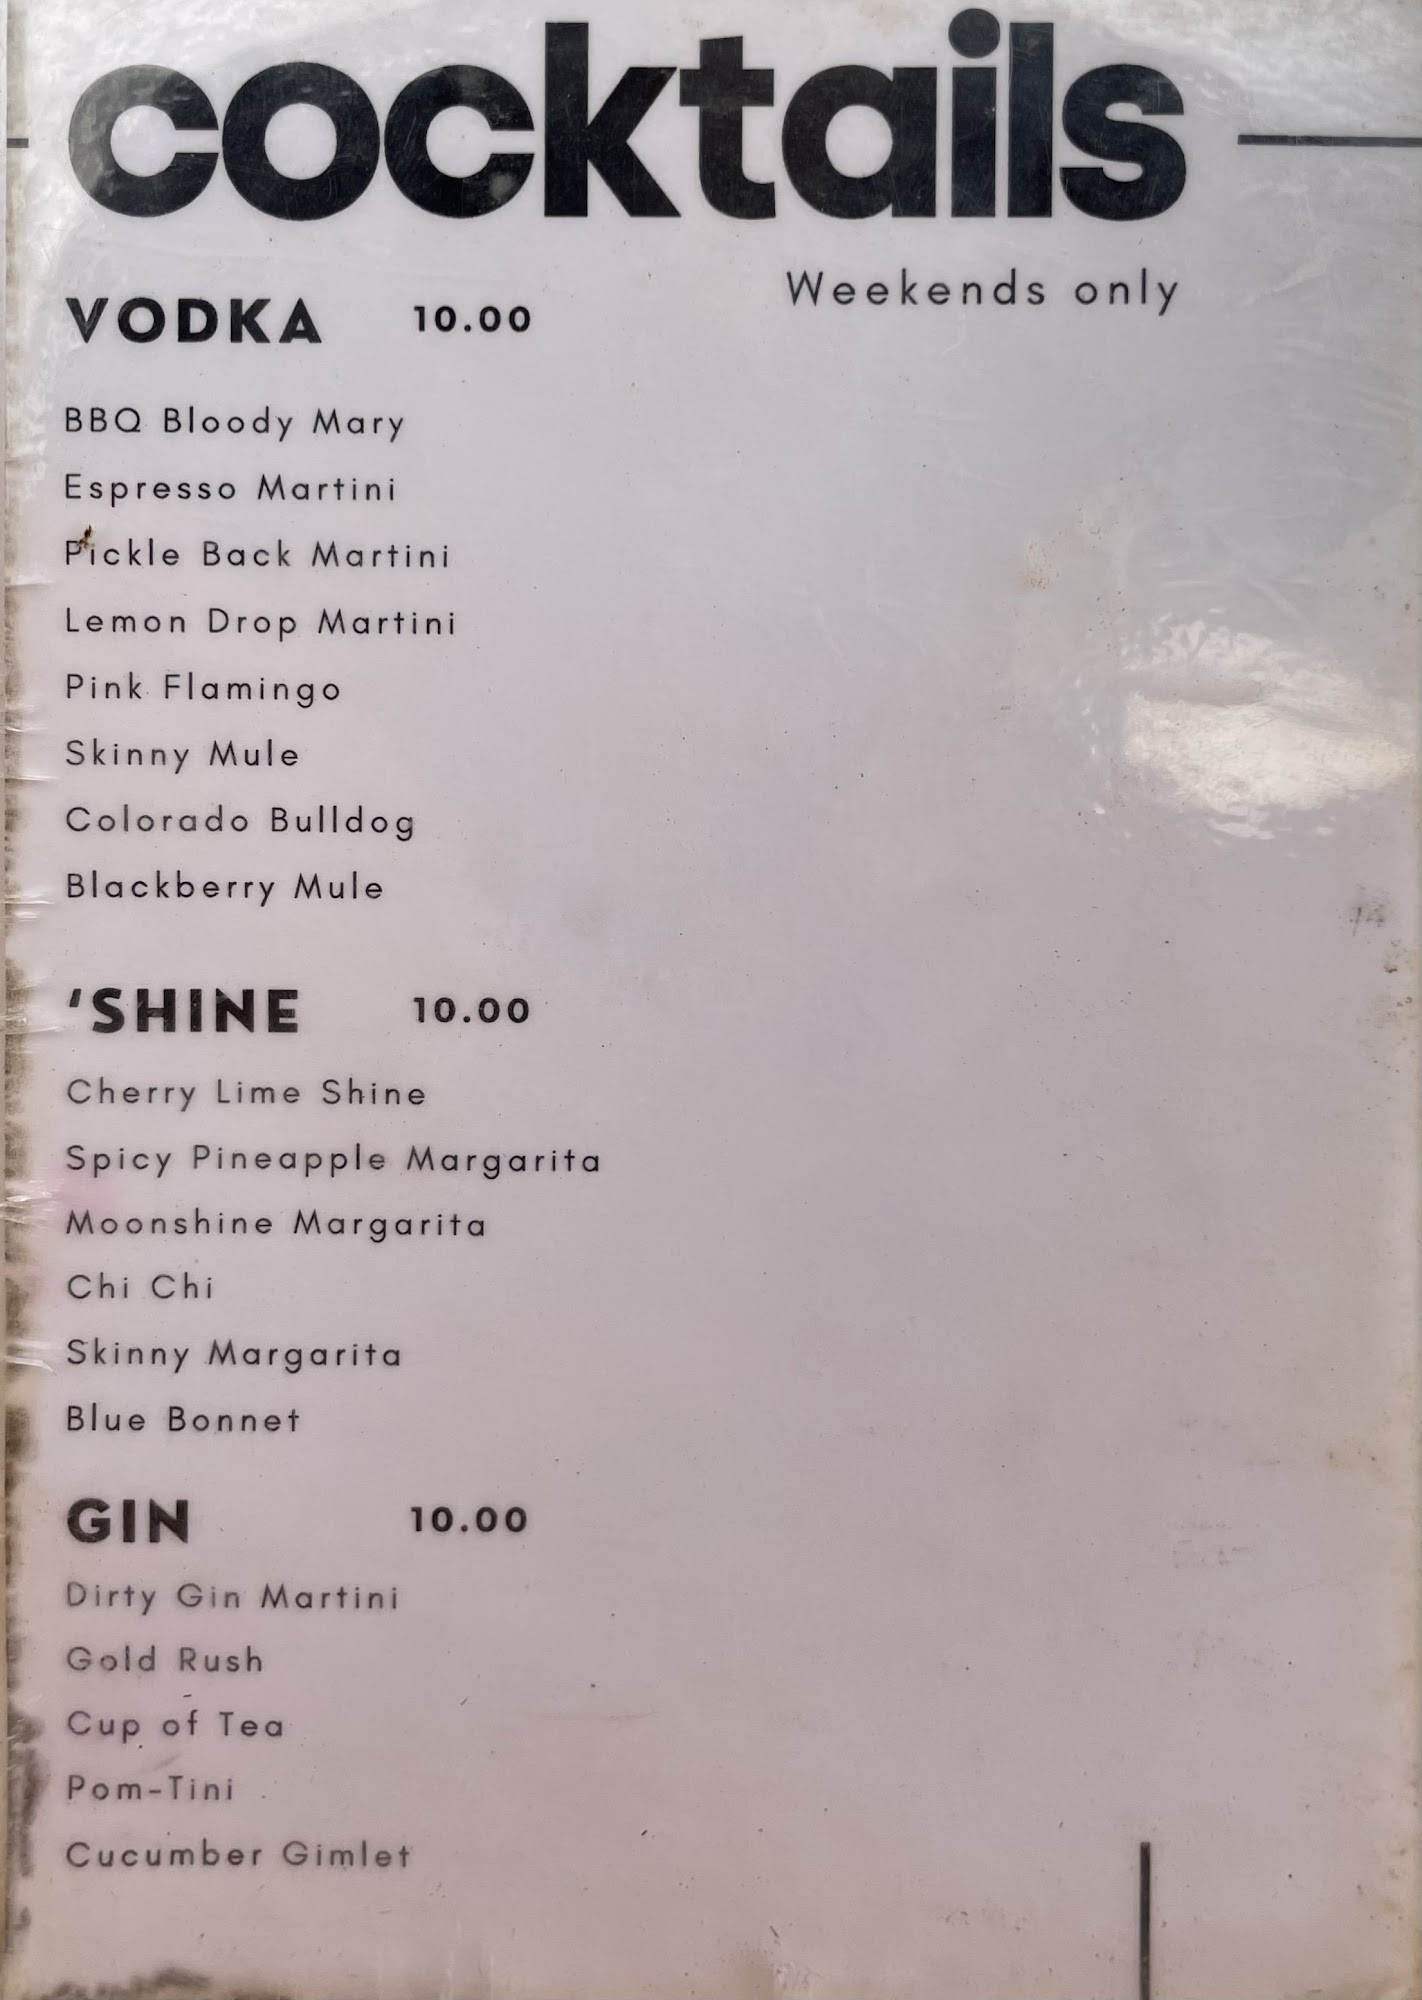 cocktails
Weekends only
VODKA 10.00
BBQ Bloody Mary
Espresso Martini
Pickle Back Martini
Lemon Drop Martini
Pink Flamingo
Skinny Mule
Colorado Bulldog
Blackberry Mule
'SHINE 10.00
Cherry Lime Shine
Spicy Pineapple Margarita
Moonshine Margarita
Chi Chi
Skinny Margarita
Blue Bonnet
GIN 10.00
Dirty Gin Martini
Gold Rush
Cup of Tea
Pom-Tini
Cucumber Gimlet